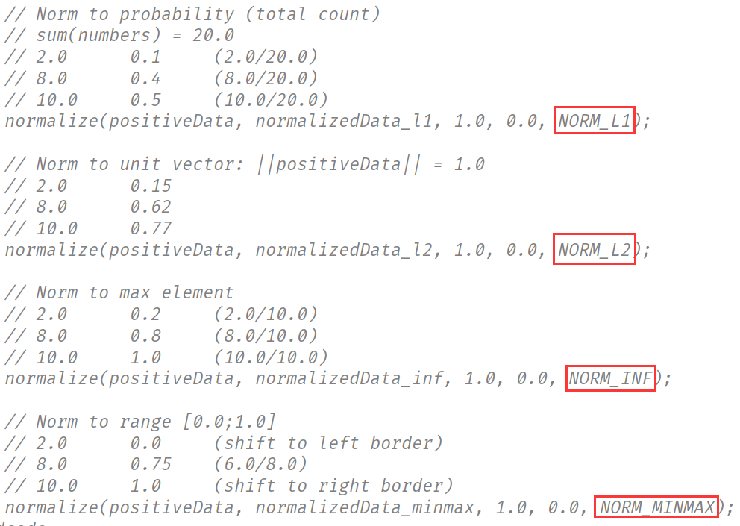 // Norm to probability (total count)
// sum(numbers) = 20.0
// 2.0      0.1     (2.0/20.0)
// 8.0      0.4     (8.0/20.0)
// 10.0     0.5     (10.0/20.0)
normalize(positiveData, normalizedData_l1, 1.0, 0.0, NORM_L1);
// Norm to unit vector: ||positiveData|| = 1.0
// 2.0      0.15
// 8.0      0.62
// 10.0     0.77
normalize(positiveData, normalizedData_l2, 1.0, 0.0, NORM_L2);
// Norm to max element
// 2.0      0.2     (2.0/10.0)
// 8.0      0.8     (8.0/10.0)
// 10.0     1.0     (10.0/10.0)
normalize(positiveData, normalizedData_inf, 1.0, 0.0, NORM_INF);
// Norm to range [0.0;1.0]
// 2.0      0.0     (shift to left border)
// 8.0      0.75    (6.0/8.0)
// 10.0     1.0     (shift to right border)
normalize(positiveData, normalizedData_minmax, 1.0, 0.0, NORM_MINMAX);